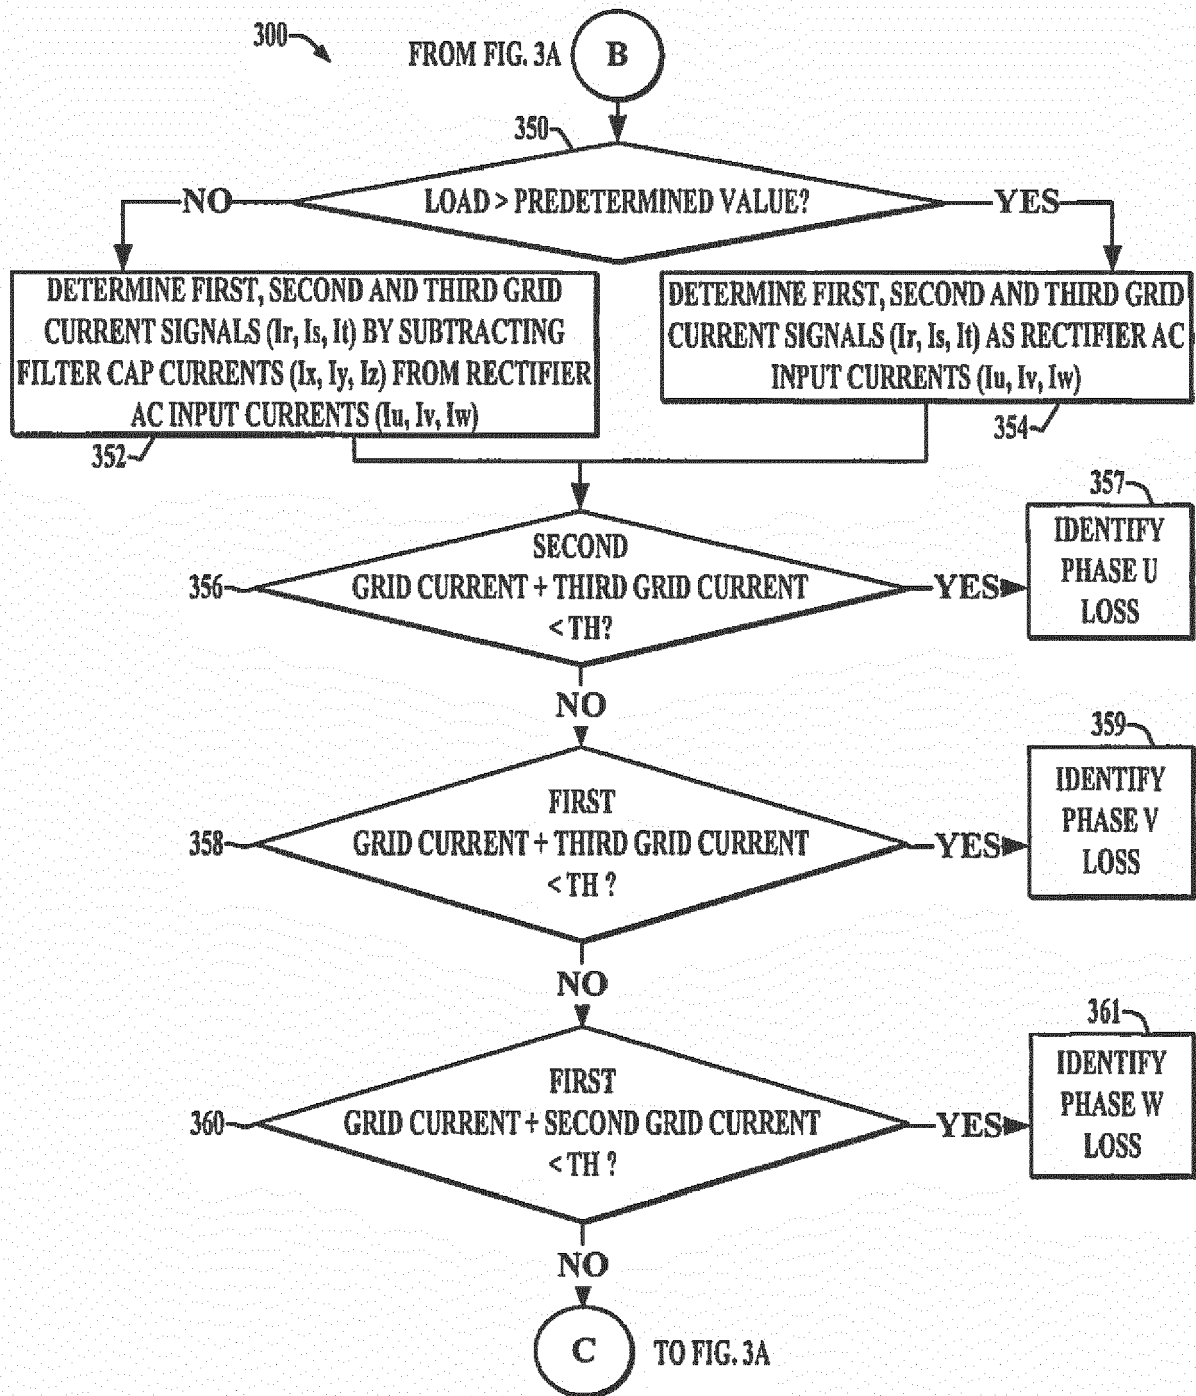 300
FROM FIG. 3A
B
350
LOAD > PREDETERMINED VALUE?
NO
YES
DETERMINE FIRST, SECOND AND THIRD GRID
CURRENT SIGNALS (Ir, Is, It) BY SUBTRACTING
FILTER CAP CURRENTS (Ix, Iy, Iz) FROM RECTIFIER
AC INPUT CURRENTS (Iu, Iv, Iw)
352
DETERMINE FIRST, SECOND AND THIRD GRID
CURRENT SIGNALS (Ir, Is, It) AS RECTIFIER AC
INPUT CURRENTS (Iu, Iv, Iw)
354
356
SECOND
GRID CURRENT + THIRD GRID CURRENT
< TH?
YES
357
IDENTIFY
PHASE U
LOSS
NO
358
FIRST
GRID CURRENT + THIRD GRID CURRENT
< TH ?
YES
359
IDENTIFY
PHASE V
LOSS
NO
360
FIRST
GRID CURRENT + SECOND GRID CURRENT
< TH ?
YES
361
IDENTIFY
PHASE W
LOSS
NO
C
TO FIG. 3A